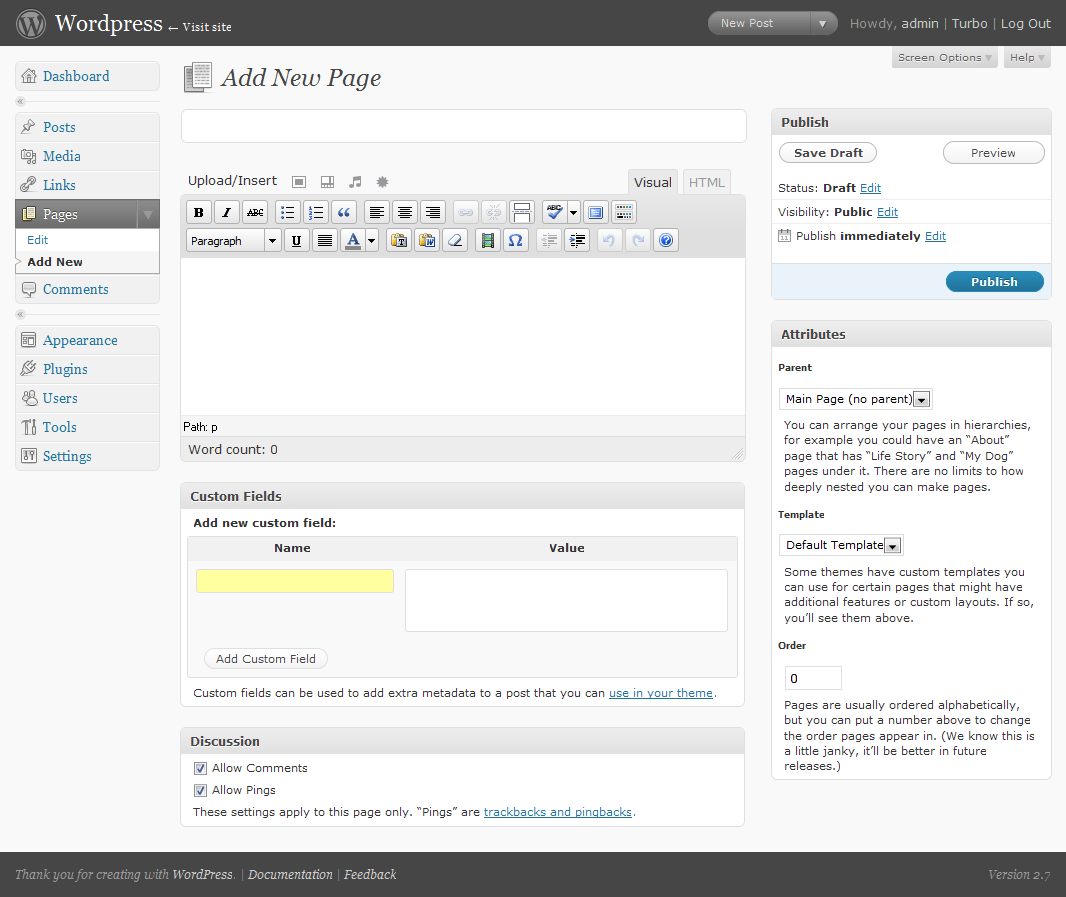 Wordpress ← Visit site
New Post
Howdy, admin | Turbo | Log Out
Screen Options
Help
Dashboard
Posts
Media
Links
Pages
Edit
Add New
Comments
Appearance
Plugins
Users
Tools
Settings
Add New Page
Upload/Insert
Visual
HTML
B I ABC “ ABC
Paragraph U A T W Ω ?
Path: p
Word count: 0
Custom Fields
Add new custom field:
Name Value
Add Custom Field
Custom fields can be used to add extra metadata to a post that you can use in your theme.
Discussion
Allow Comments
Allow Pings
These settings apply to this page only. “Pings” are trackbacks and pingbacks.
Publish
Save Draft
Preview
Status: Draft Edit
Visibility: Public Edit
Publish immediately Edit
Publish
Attributes
Parent
Main Page (no parent)
You can arrange your pages in hierarchies,
for example you could have an “About”
page that has “Life Story” and “My Dog”
pages under it. There are no limits to how
deeply nested you can make pages.
Template
Default Template
Some themes have custom templates you
can use for certain pages that might have
additional features or custom layouts. If so,
you’ll see them above.
Order
0
Pages are usually ordered alphabetically,
but you can put a number above to change
the order pages appear in. (We know this is
a little janky, it’ll be better in future
releases.)
Thank you for creating with WordPress. | Documentation | Feedback
Version 2.7